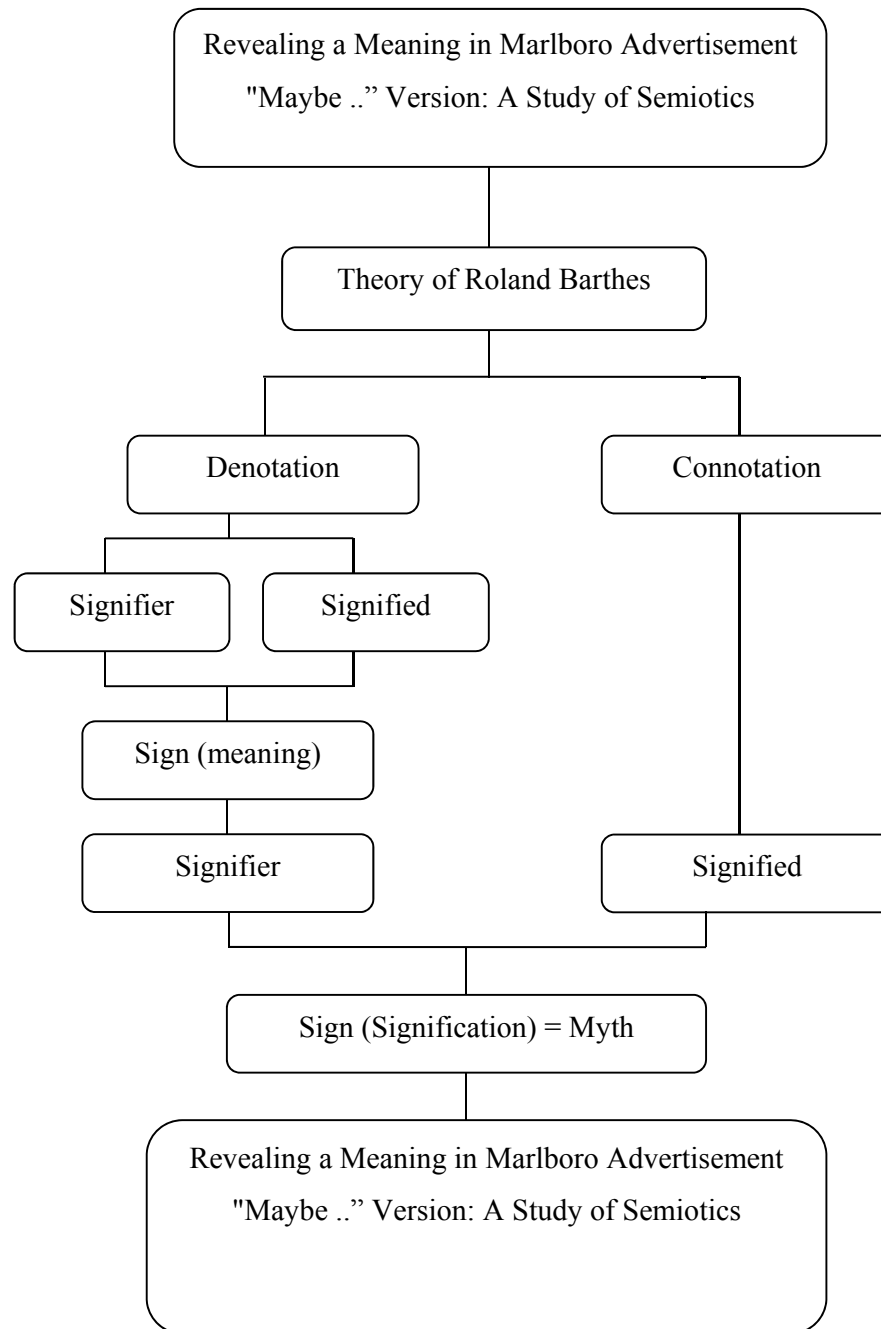 Revealing a Meaning in Marlboro Advertisement
"Maybe ..” Version: A Study of Semiotics
Theory of Roland Barthes
Denotation
Connotation
Signifier
Signified
Sign (meaning)
Signifier
Signified
Sign (Signification) = Myth
Revealing a Meaning in Marlboro Advertisement
"Maybe ..” Version: A Study of Semiotics